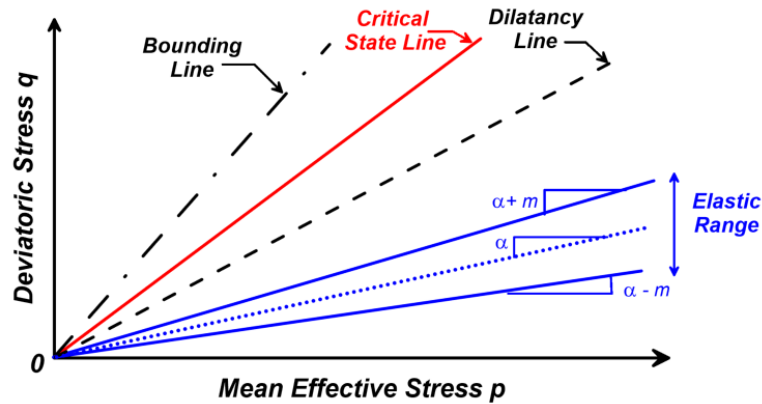 Critical
State Line
Dilatancy
Line
Bounding
Line
Deviatoric Stress q
α+ m
α
α - m
Elastic
Range
0
Mean Effective Stress p